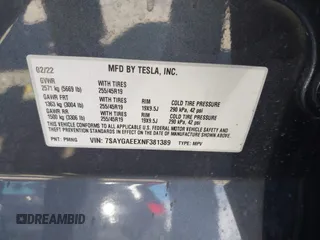 02/22 MFD BY TESLA, INC.
GVWR
2571 kg (5669 lb) WITH TIRES
255/45R19
GAWR FRT
1363 kg (3004 lb) WITH TIRES RIM COLD TIRE PRESSURE
255/45R19 19X9.5J 290 kPa, 42 psi
GAWR RR
1500 kg (3306 lb) WITH TIRES RIM COLD TIRE PRESSURE
255/45R19 19X9.5J 290 kPa, 42 psi
THIS VEHICLE CONFORMS TO ALL APPLICABLE U.S.
FEDERAL MOTOR VEHICLE SAFETY AND THEFT
PREVENTION STANDARDS IN EFFECT ON THE DATE OF
MANUFACTURE SHOWN ABOVE.
PNT: PMNG VIN: 7SAYGAEEXNF381389 TYPE: MPV
DREAMBID